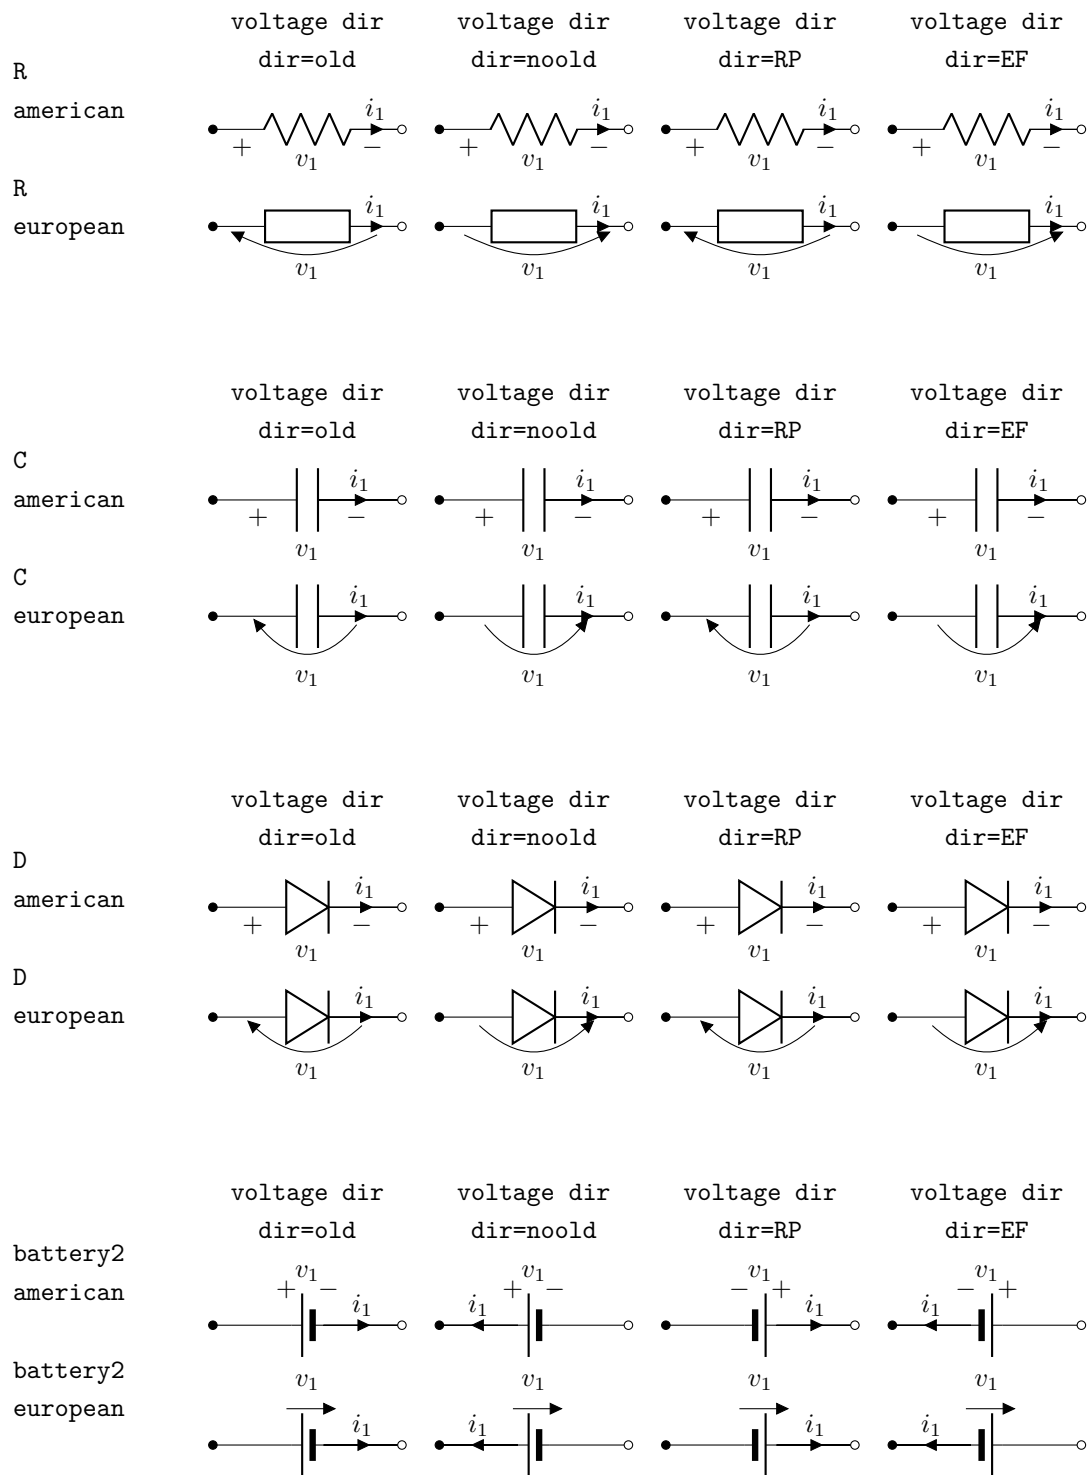 voltage dir voltage dir voltage dir voltage dir
dir=old dir=noold dir=RP dir=EF
R
american
i₁ i₁ i₁ i₁
+ v₁ − + v₁ − + v₁ − + v₁ −
R
european
i₁ i₁ i₁ i₁
v₁ v₁ v₁ v₁
voltage dir voltage dir voltage dir voltage dir
dir=old dir=noold dir=RP dir=EF
C
american
i₁ i₁ i₁ i₁
+ − + − + − + −
v₁ v₁ v₁ v₁
C
european
i₁ i₁ i₁ i₁
v₁ v₁ v₁ v₁
voltage dir voltage dir voltage dir voltage dir
dir=old dir=noold dir=RP dir=EF
D
american
i₁ i₁ i₁ i₁
+ − + − + − + −
v₁ v₁ v₁ v₁
D
european
i₁ i₁ i₁ i₁
v₁ v₁ v₁ v₁
voltage dir voltage dir voltage dir voltage dir
dir=old dir=noold dir=RP dir=EF
battery2
american
v₁ v₁ v₁ v₁
+ − + − − + − +
i₁ i₁ i₁ i₁
battery2
european
v₁ v₁ v₁ v₁
i₁ i₁ i₁ i₁